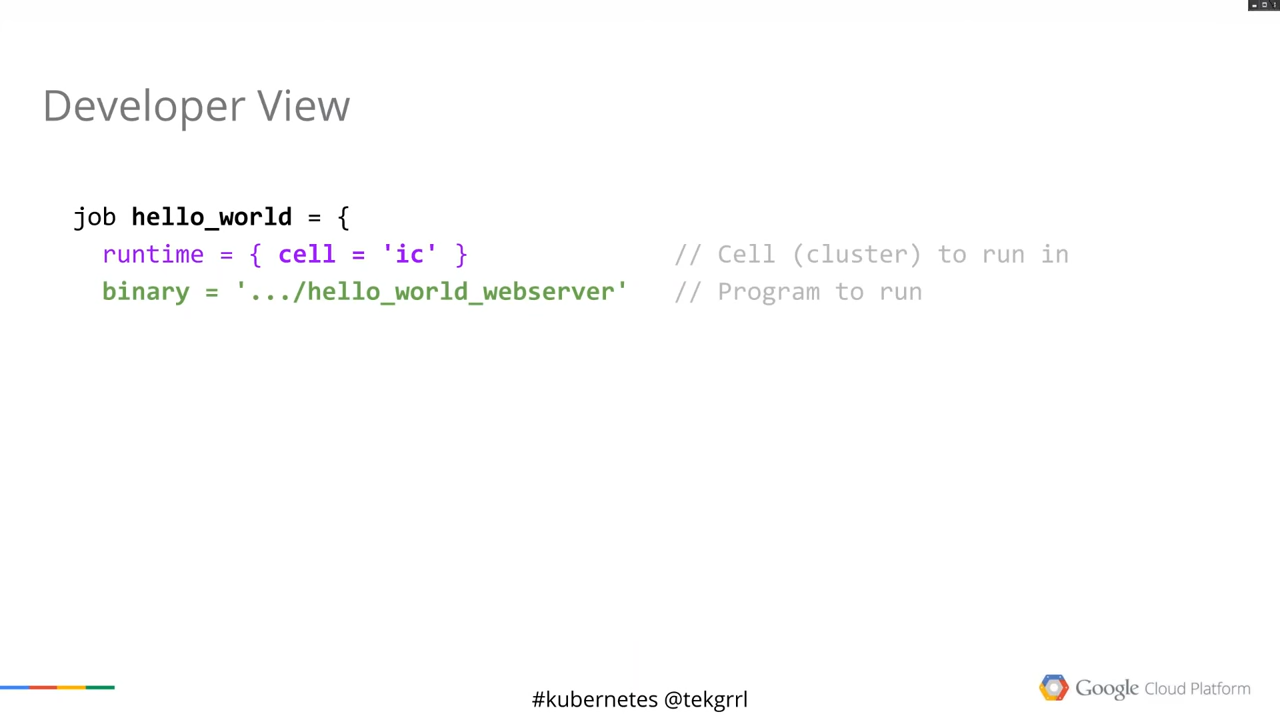 Developer View
job hello_world = {
runtime = { cell = 'ic' } // Cell (cluster) to run in
binary = '.../hello_world_webserver' // Program to run
#kubernetes @tekgrrl
Google Cloud Platform